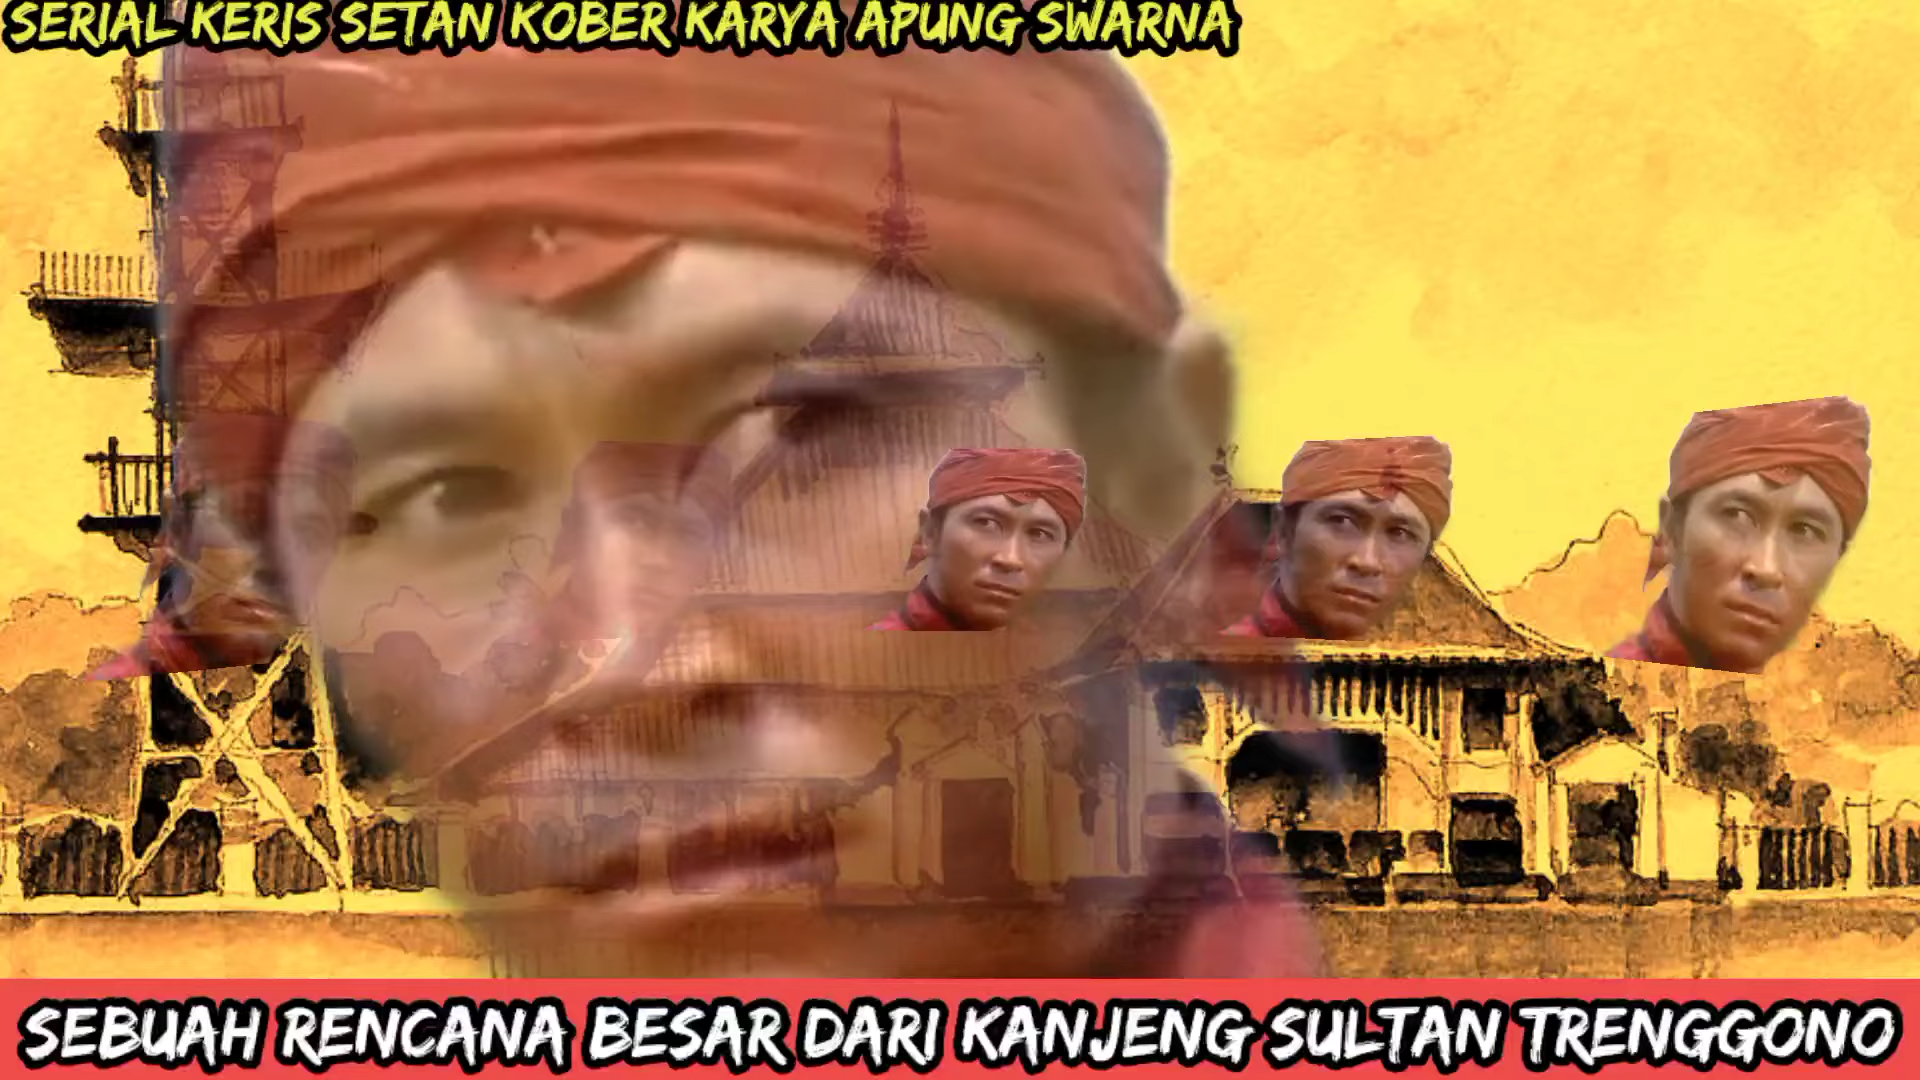 SERIAL KERIS SETAN KOBER KARYA APUNG SWARNA
SEBUAH RENCANA BESAR DARI KANJENG SULTAN TRENGGONO